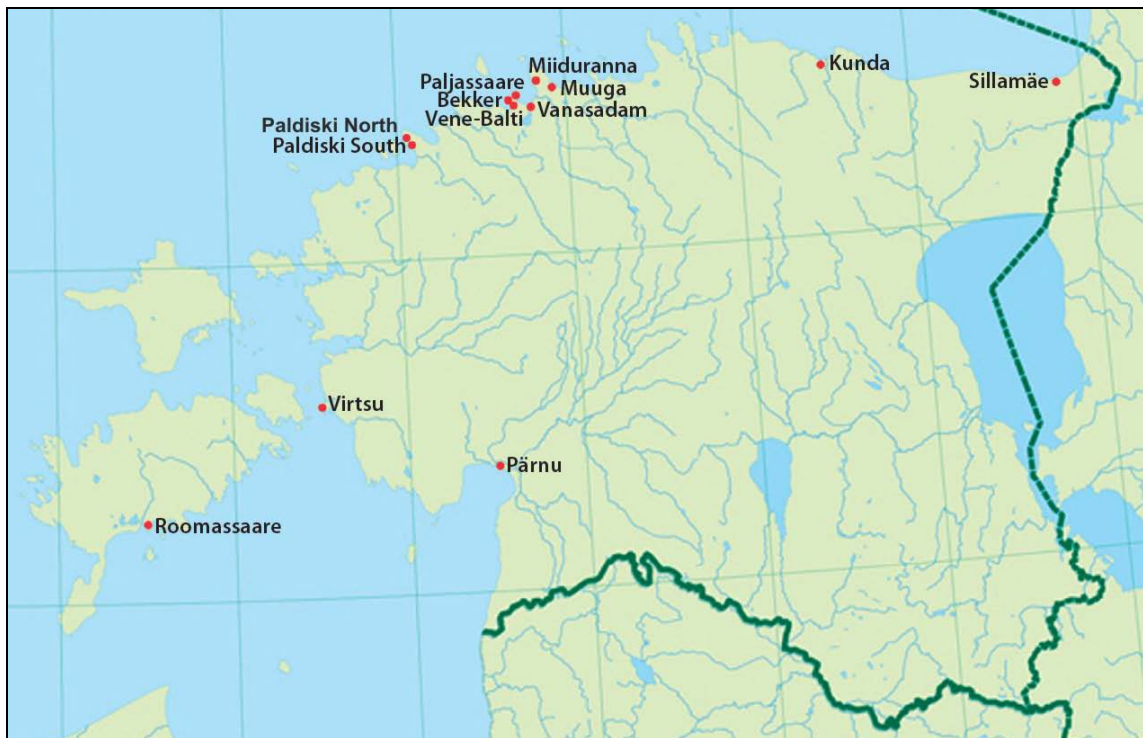 Miiduranna
Kunda
Paljassaare
Muuga
Sillamäe
Bekker
Vanasadam
Vene-Balti
Paldiski North
Paldiski South
Virtsu
Pärnu
Roomassaare